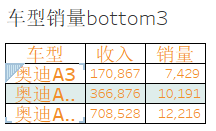 车型销量bottom3
车型 收入 销量
奥迪A3 170,867 7,429
奥迪A.. 366,876 10,191
奥迪A.. 708,528 12,216